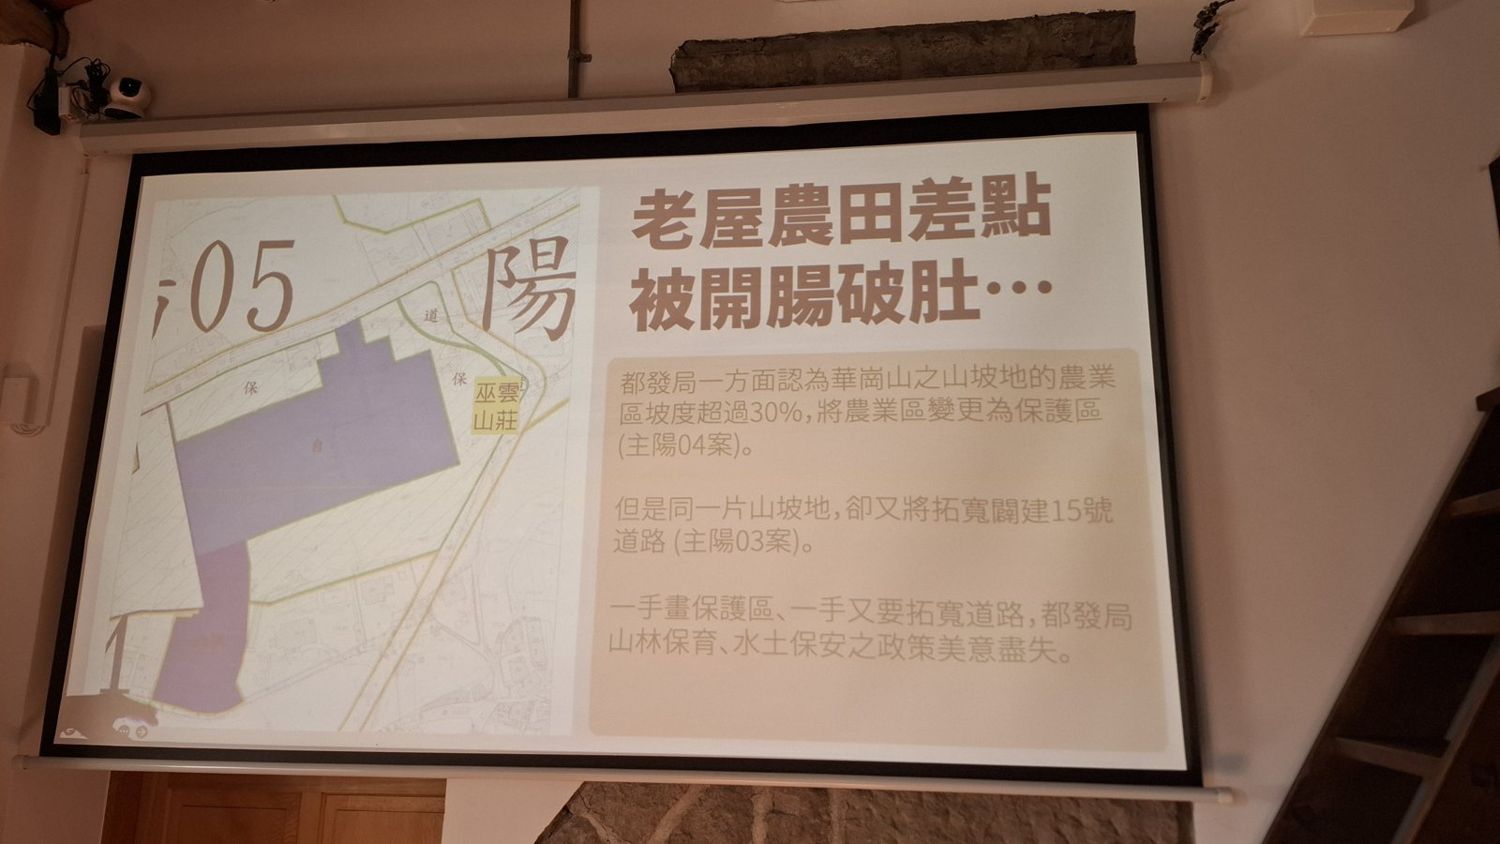 老屋農田差點
被開腸破肚…
都發局一方面認為華崗山之山坡地的農業
區坡度超過30%,將農業區變更為保護區
(主陽04案)。
但是同一片山坡地,卻又將拓寬闢建15號
道路 (主陽03案)。
一手畫保護區、一手又要拓寬道路,都發局
山林保育、水土保安之政策美意盡失。
05
陽
道
保
保
巫雲
山莊
自